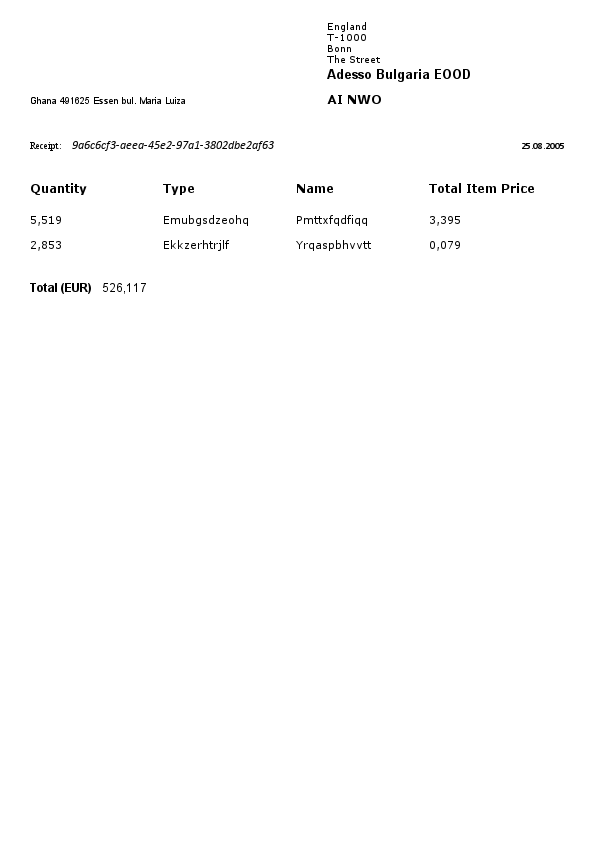 England
T-1000
Bonn
The Street
Adesso Bulgaria EOOD
Ghana 491625 Essen bul. Maria Luiza
AI NWO
Receipt: 9a6c6cf3-aeea-45e2-97a1-3802dbe2af63 25.08.2005
Quantity Type Name Total Item Price
5,519 Emubgsdzeohq Pmttxfqdfiqq 3,395
2,853 Ekkzerhtrjlf Yrqaspbhvvtt 0,079
Total (EUR) 526,117